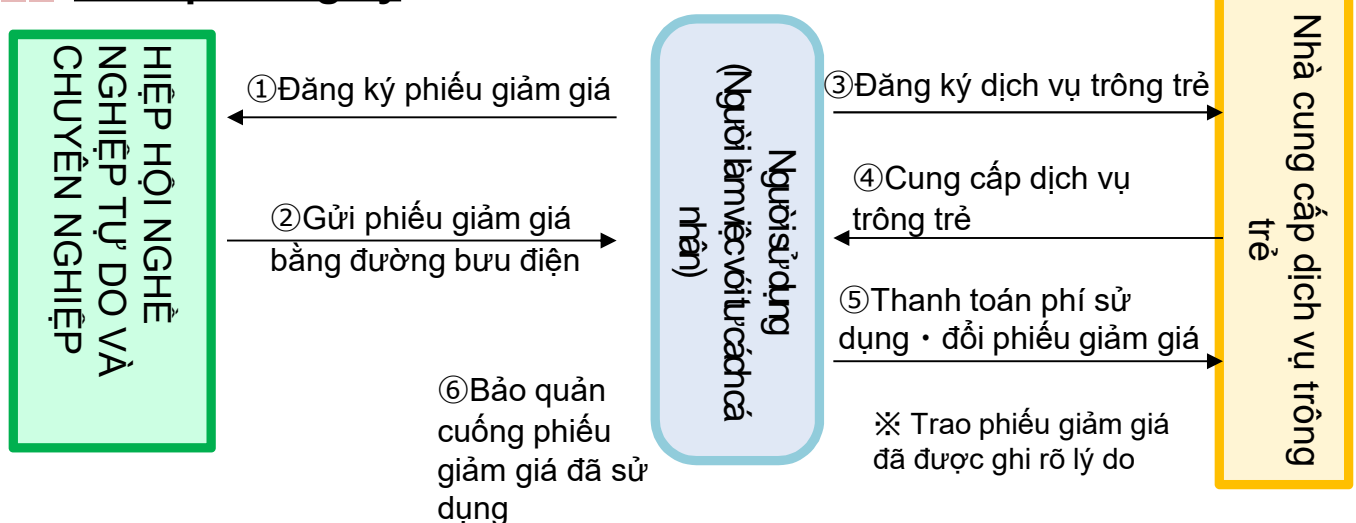 HIỆP HỘI NGHỀ
NGHIỆP TỰ DO VÀ
CHUYÊN NGHIỆP
①Đăng ký phiếu giảm giá
②Gửi phiếu giảm giá
bằng đường bưu điện
Người sử dụng
(Người làm việc với tư cách cá
nhân)
③Đăng ký dịch vụ trông trẻ
④Cung cấp dịch vụ
trông trẻ
⑤Thanh toán phí sử
dụng・đổi phiếu giảm giá
※ Trao phiếu giảm giá
đã được ghi rõ lý do
⑥Bảo quản
cuống phiếu
giảm giá đã sử
dụng
Nhà cung cấp dịch vụ trông
trẻ